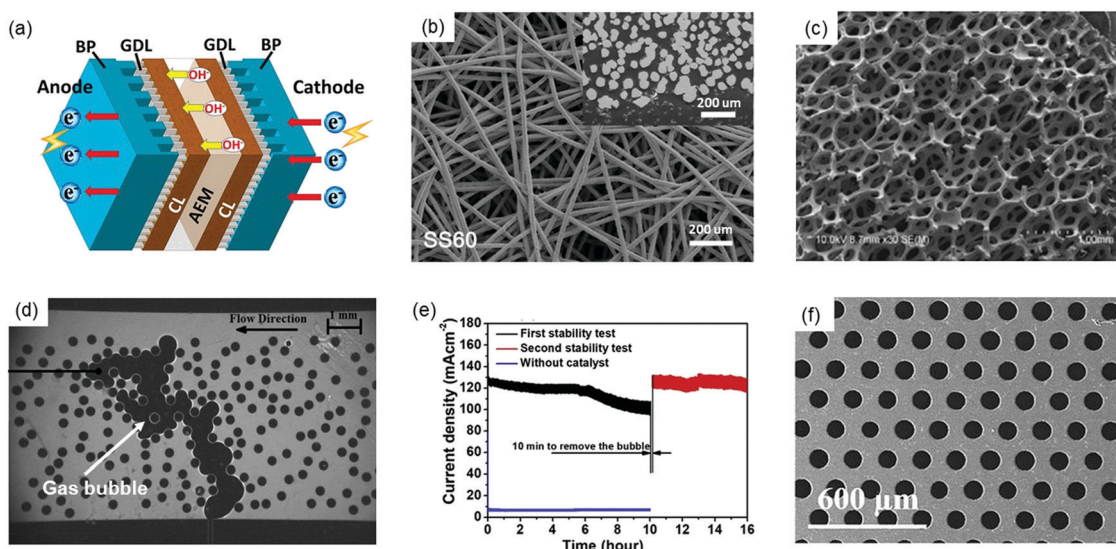 (a)
BP GDL GDL BP
Anode
Cathode
OH⁻
OH⁻
OH⁻
e⁻
e⁻
e⁻
e⁻
e⁻
e⁻
CL
AEM
CL
(b)
200 um
SS60
200 um
(c)
10.0kV 8.7mm x30 SE(M)
1.00mm
(d)
Flow Direction
1 mm
Gas bubble
(e)
Current density (mAcm⁻²)
180
160
140
120
100
80
60
40
20
0
First stability test
Second stability test
Without catalyst
10 min to remove the bubble
0 2 4 6 8 10 12 14 16
Time (hour)
(f)
600 µm